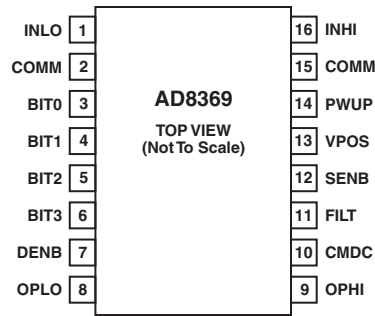 INLO 1 16 INHI
COMM 2 15 COMM
BIT0 3 AD8369 14 PWUP
BIT1 4 TOP VIEW 13 VPOS
(Not To Scale)
BIT2 5 12 SENB
BIT3 6 11 FILT
DENB 7 10 CMDC
OPLO 8 9 OPHI